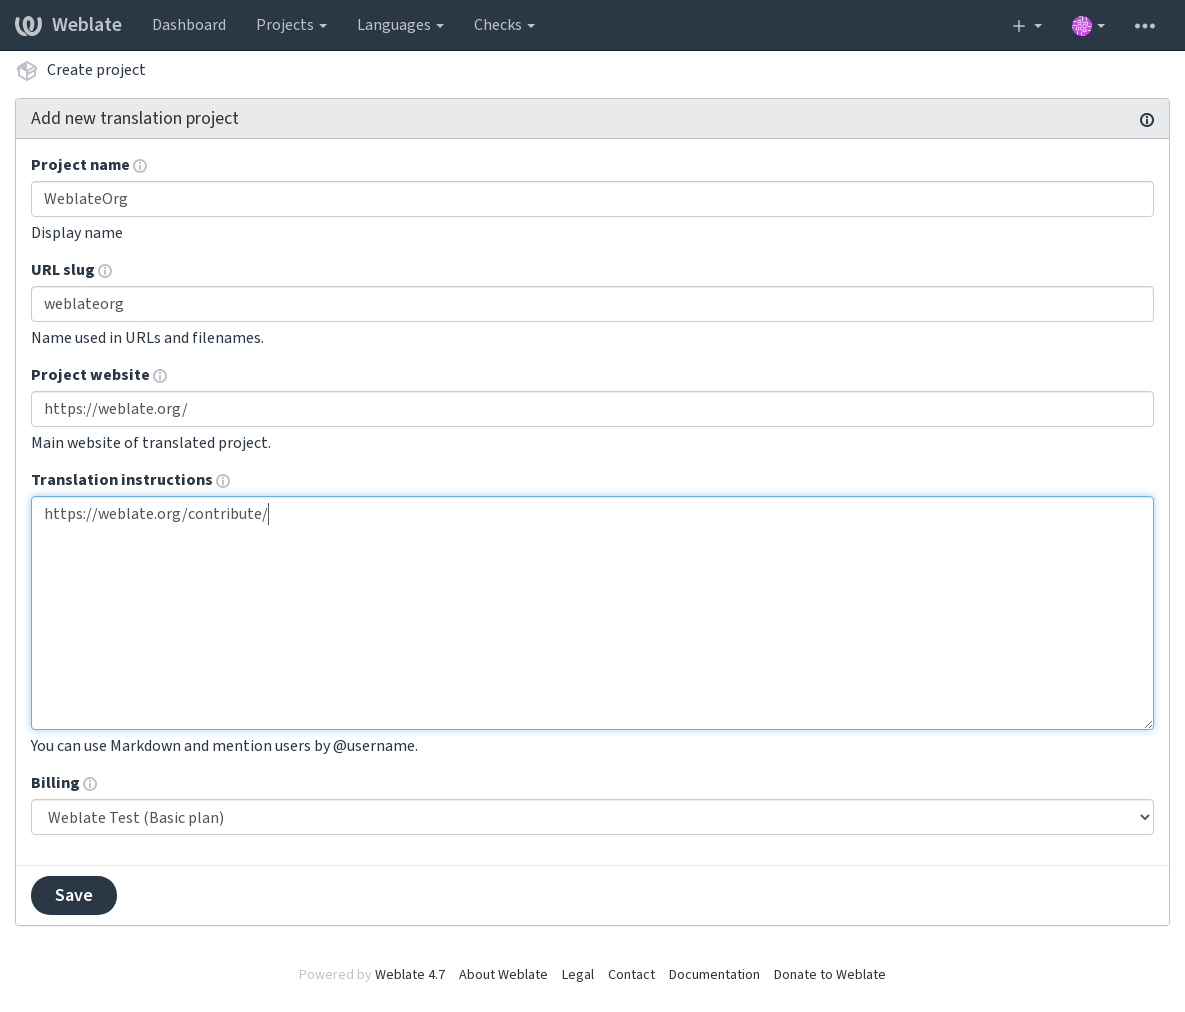 Weblate Dashboard Projects Languages Checks
Create project
Add new translation project
Project name
WeblateOrg
Display name
URL slug
weblateorg
Name used in URLs and filenames.
Project website
https://weblate.org/
Main website of translated project.
Translation instructions
https://weblate.org/contribute/
You can use Markdown and mention users by @username.
Billing
Weblate Test (Basic plan)
Save
Powered by Weblate 4.7 About Weblate Legal Contact Documentation Donate to Weblate